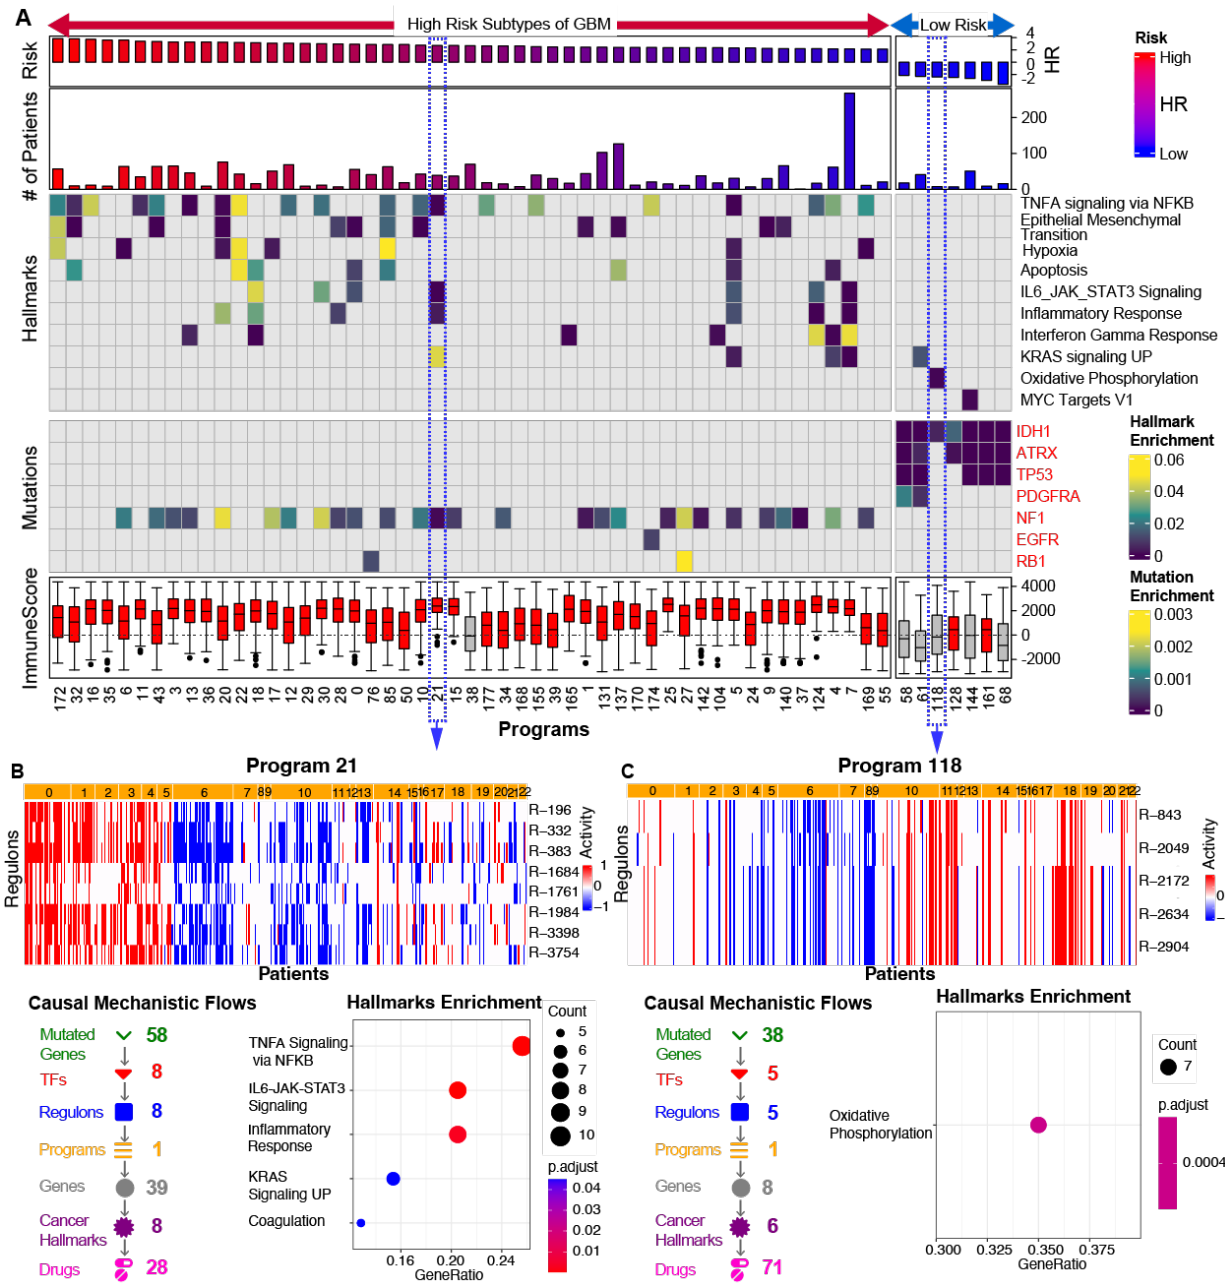 A
High Risk Subtypes of GBM
Low Risk
Risk
4
2
0
-2
HR
Risk
High
HR
Low
# of Patients
200
100
0
Hallmarks
TNFA signaling via NFKB
Epithelial Mesenchymal
Transition
Hypoxia
Apoptosis
IL6_JAK_STAT3 Signaling
Inflammatory Response
Interferon Gamma Response
KRAS signaling UP
Oxidative Phosphorylation
MYC Targets V1
Mutations
IDH1
ATRX
TP53
PDGFRA
NF1
EGFR
RB1
Hallmark
Enrichment
0.06
0.04
0.02
0
Mutation
Enrichment
0.003
0.002
0.001
0
ImmuneScore
4000
2000
0
-2000
172 32 16 35 6 11 43 3 13 36 20 22 18 17 12 29 30 28 0 76 85 50 10 21 15 38 177 34 168 155 39 165 1 131 137 170 174 25 27 142 104 5 24 9 140 37 124 4 7 169 55 58 61 118 128 144 161 68
Programs
B
Program 21
0 1 2 3 4 5 6 7 8 9 10 11 12 13 14 15 16 17 18 19 20 21 22
Regulons
R-196
R-332
R-383
R-1684
R-1761
R-1984
R-3398
R-3754
Activity
1
0
-1
Patients
Causal Mechanistic Flows
Mutated
Genes
58
TFs
8
Regulons
8
Programs
1
Genes
39
Cancer
Hallmarks
8
Drugs
28
Hallmarks Enrichment
TNFA Signaling
via NFKB
IL6-JAK-STAT3
Signaling
Inflammatory
Response
KRAS
Signaling UP
Coagulation
0.16 0.20 0.24
GeneRatio
Count
5
6
7
8
9
10
p.adjust
0.04
0.03
0.02
0.01
C
Program 118
0 1 2 3 4 5 6 7 8 9 10 11 12 13 14 15 16 17 18 19 20 21 22
Regulons
R-843
R-2049
R-2172
R-2634
R-2904
Activity
0
Patients
Causal Mechanistic Flows
Mutated
Genes
38
TFs
5
Regulons
5
Programs
1
Genes
8
Cancer
Hallmarks
6
Drugs
71
Hallmarks Enrichment
Oxidative
Phosphorylation
0.300 0.325 0.350 0.375
GeneRatio
Count
7
p.adjust
0.0004